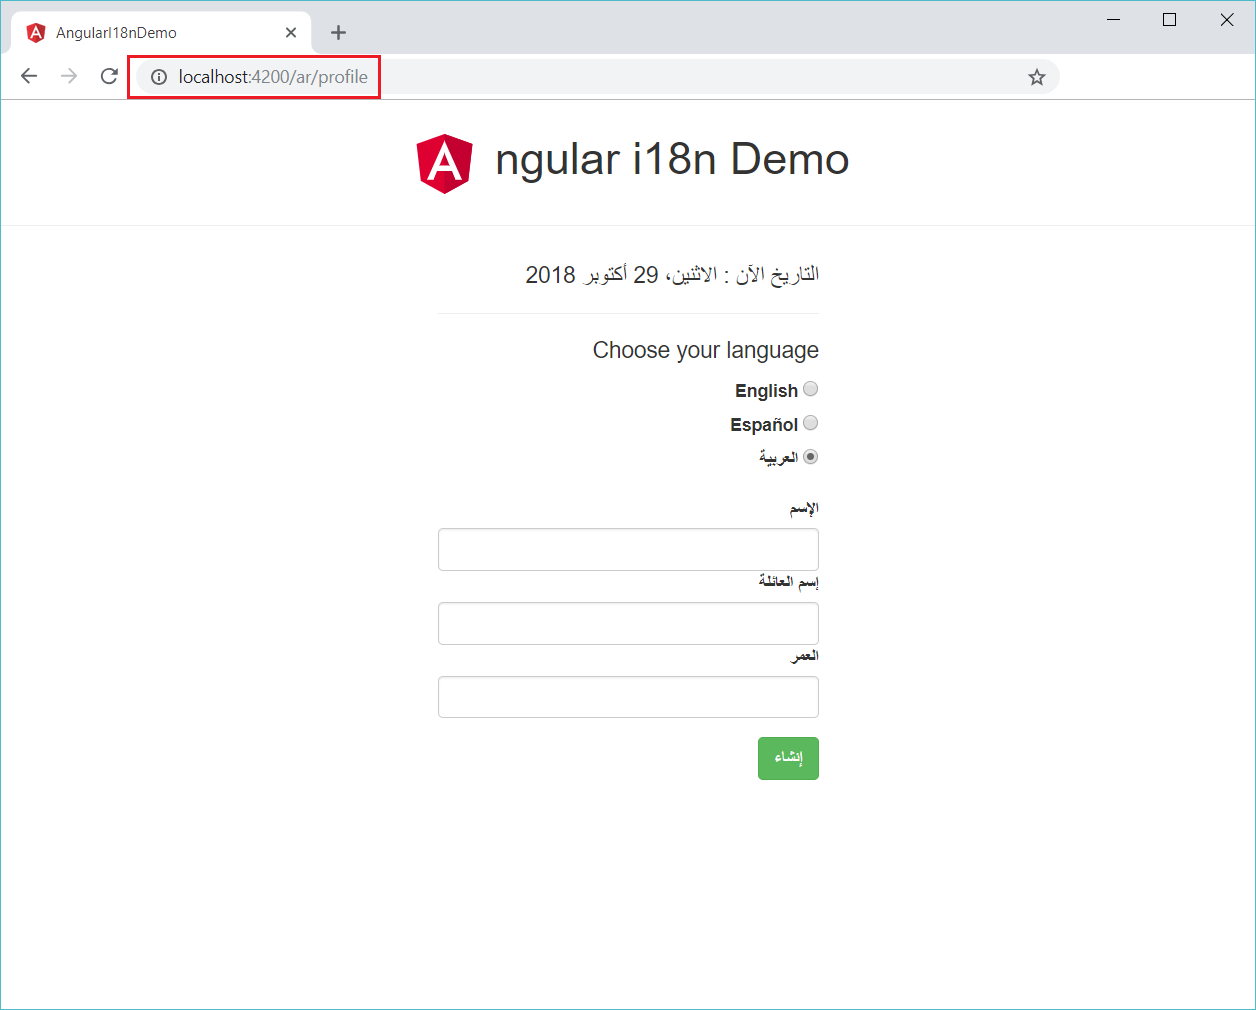 AngularI18nDemo
localhost:4200/ar/profile
ngular i18n Demo
التاريخ الآن : الاثنين، 29 أكتوبر 2018
Choose your language
English
Español
العربية
الإسم
إسم العائلة
العمر
إنشاء